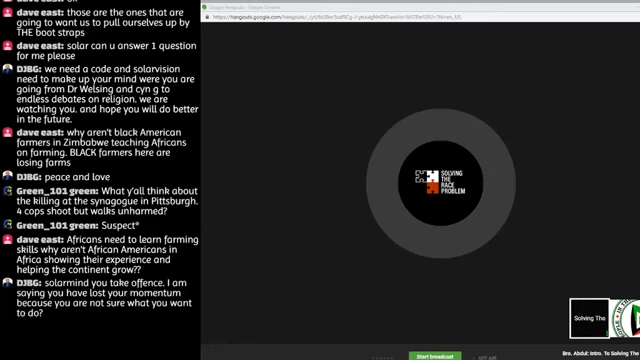 those are the ones that are
going to want us to pull ourselves up by
THE boot straps
dave east: solar can u answer 1 question
for me please
DJBG: we need a code and solarvision
need to make up your mind were you are
going from Dr Welsing and cyn g to
endless debates on religion. we are
watching you. and hope you will do better
in the future.
dave east: why aren't black American
farmers in Zimbabwe teaching Africans
on farming. BLACK farmers here are
losing farms
DJBG: peace and love
Green_101 green: What y'all think about
the killing at the synagogue in Pittsburgh.
4 cops shoot but walks unharmed?
Green_101 green: Suspect*
dave east: Africans need to learn farming
skills why aren't African Americans in
Africa showing their experience and
helping the continent grow??
DJBG: solarmind you take offence. I am
saying you have lost your momentum
because you are not sure what you want
to do?
Google Hangouts - Google Chrome
SOLVING
THE
RACE
PROBLEM
Solving The
PEOPLE IN
Bro. Abdul: Intro. To Solving The
Start broadcast
OFF AIR